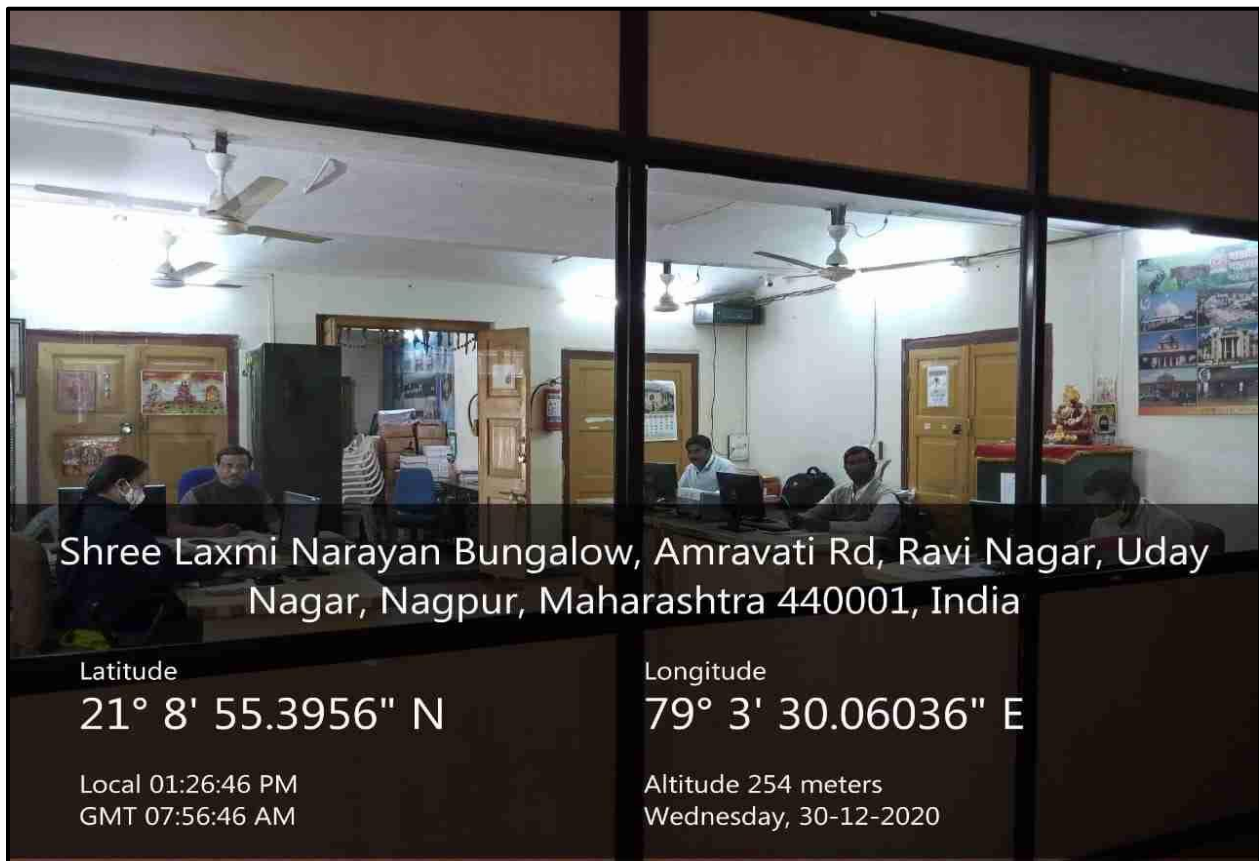 Shree Laxmi Narayan Bungalow, Amravati Rd, Ravi Nagar, Uday
Nagar, Nagpur, Maharashtra 440001, India
Latitude
21° 8' 55.3956" N
Longitude
79° 3' 30.06036" E
Local 01:26:46 PM
GMT 07:56:46 AM
Altitude 254 meters
Wednesday, 30-12-2020